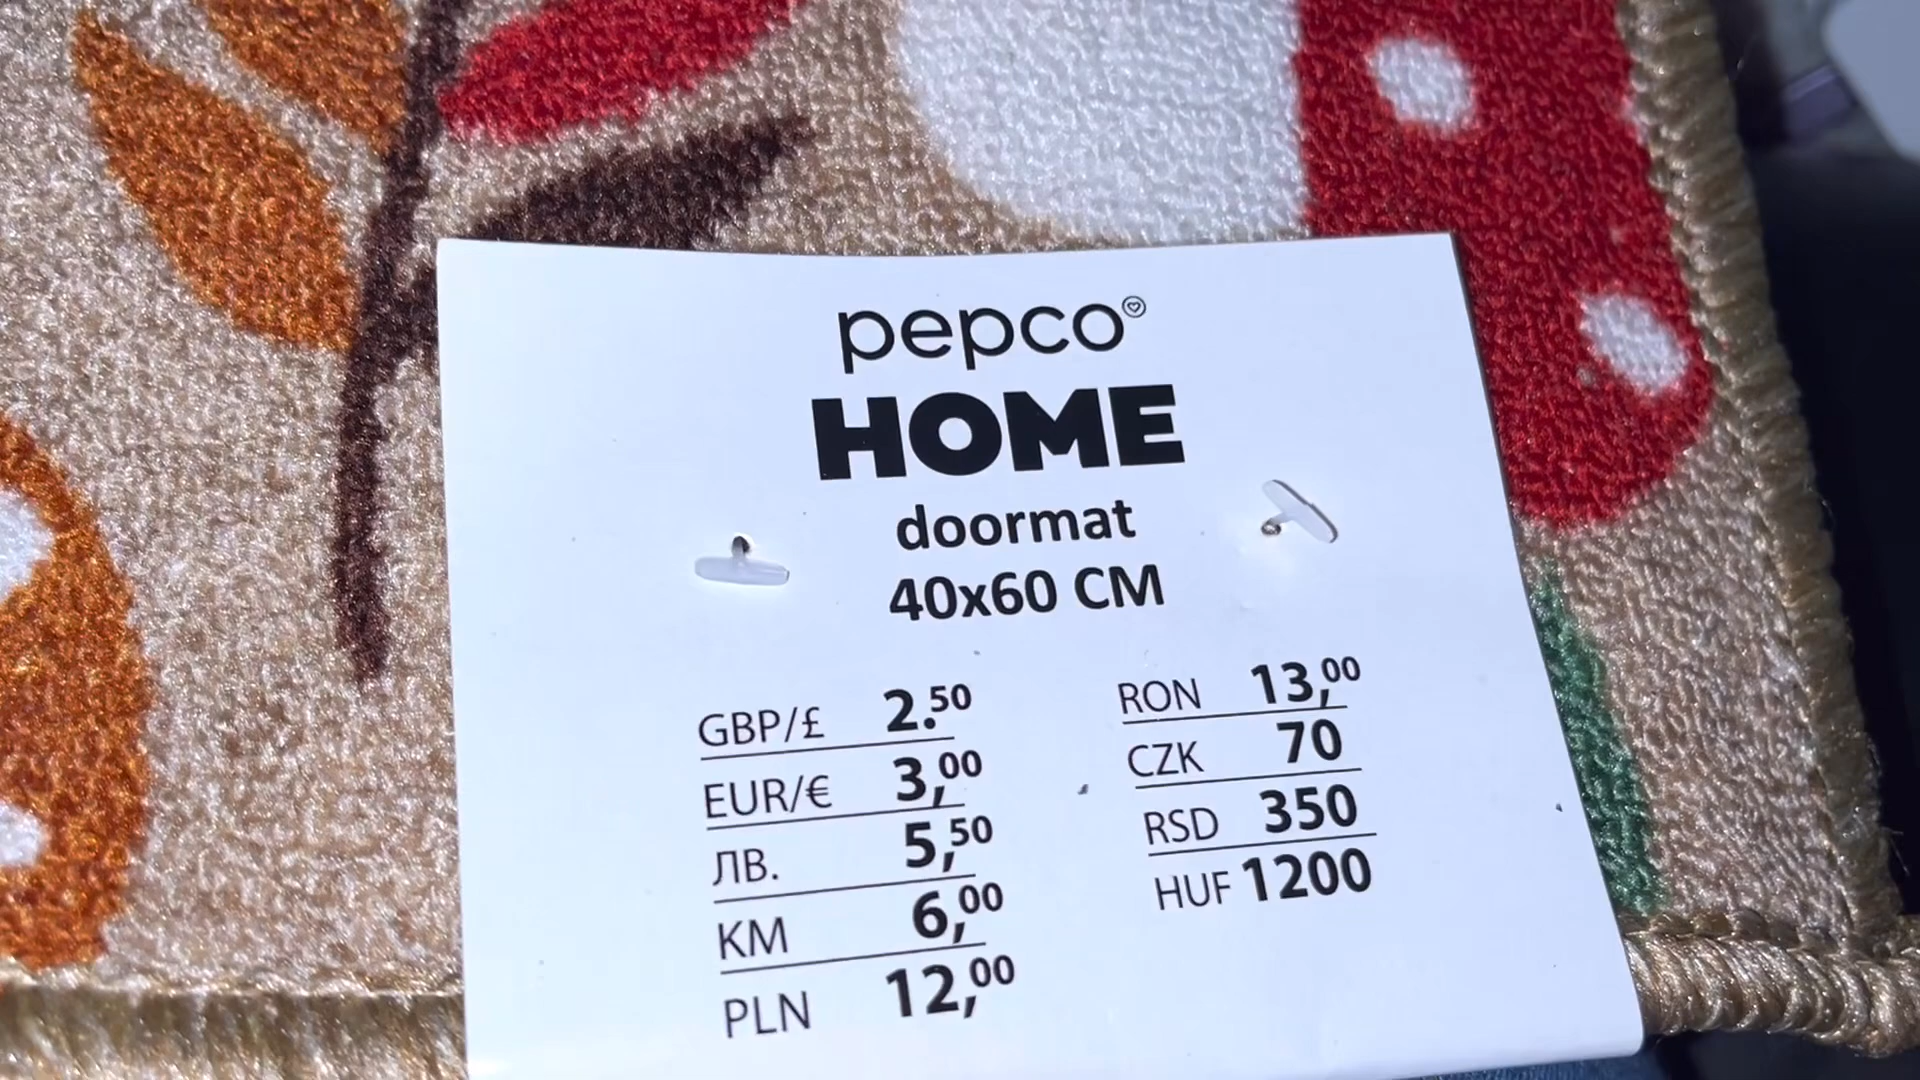 pepco
HOME
doormat
40x60 CM
GBP/£ 2.50
EUR/€ 3,00
ЛВ. 5,50
KM 6,00
PLN 12,00
RON 13,00
CZK 70
RSD 350
HUF 1200